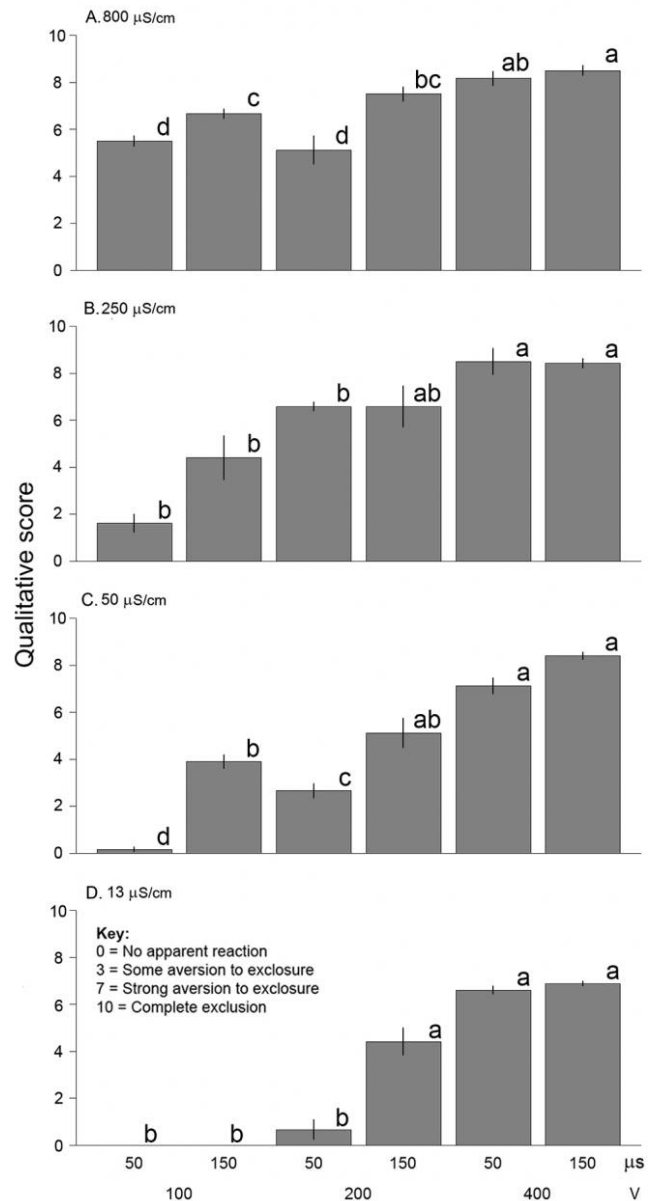 A. 800 µS/cm
10
8
6
4
2
0
d
c
d
bc
ab
a
B. 250 µS/cm
10
8
6
4
2
0
b
b
b
ab
a
a
Qualitative score
C. 50 µS/cm
10
8
6
4
2
0
d
b
c
ab
a
a
D. 13 µS/cm
10
8
6
4
2
0
Key:
0 = No apparent reaction
3 = Some aversion to exclosure
7 = Strong aversion to exclosure
10 = Complete exclusion
b
b
b
a
a
a
50 150 50 150 50 150 µs
100 200 400 V